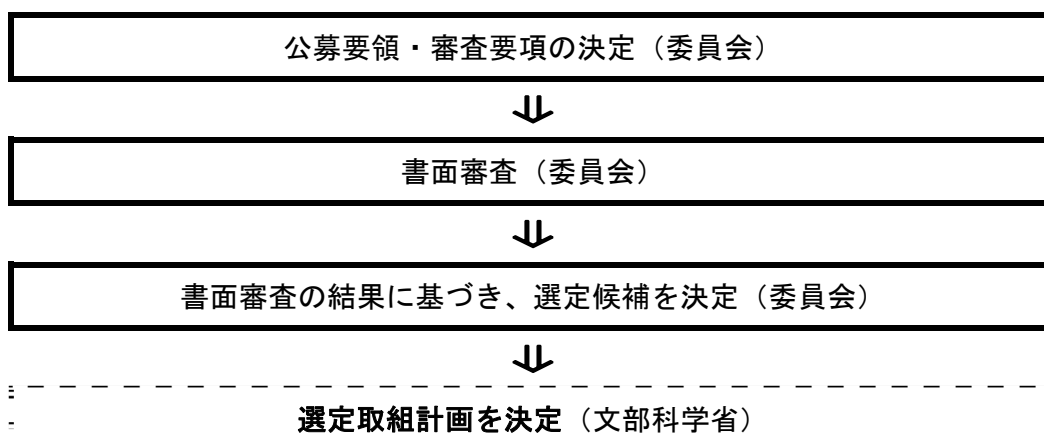 公募要領・審査要項の決定（委員会）
⇓
書面審査（委員会）
⇓
書面審査の結果に基づき、選定候補を決定（委員会）
⇓
選定取組計画を決定（文部科学省）